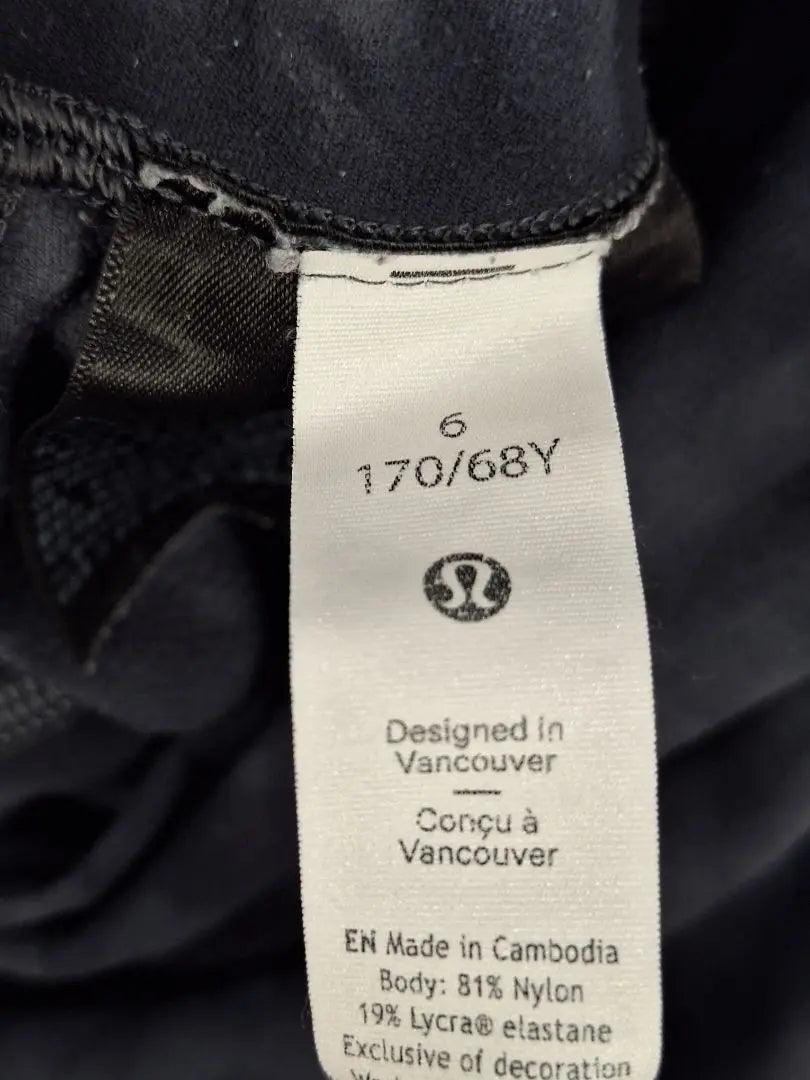 6
170/68Y
Designed in
Vancouver
Conçu à
Vancouver
EN Made in Cambodia
Body: 81% Nylon
19% Lycra® elastane
Exclusive of decoration